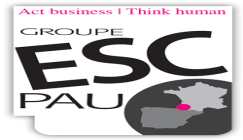 Act business | Think human
GROUPE
ESC
PAU